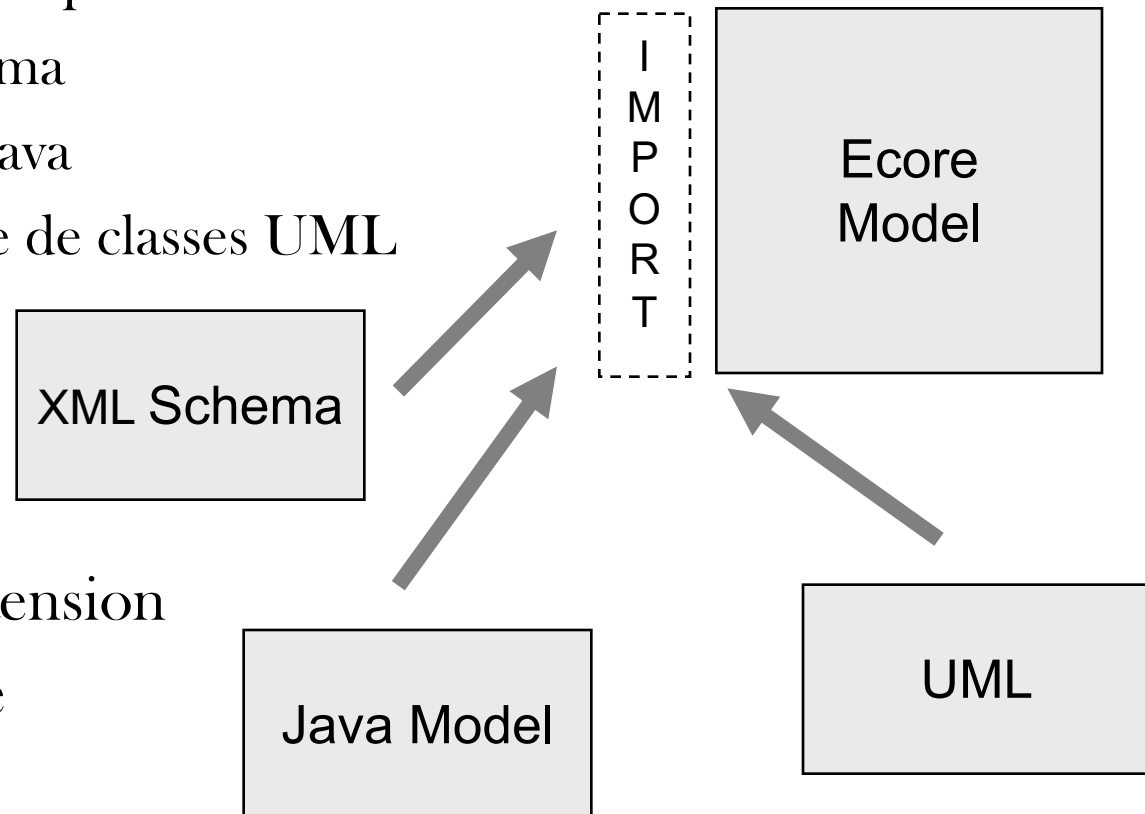 ma
ava
e de classes UML
I
M
P
O
R
T
Ecore
Model
XML Schema
ension
Java Model
UML